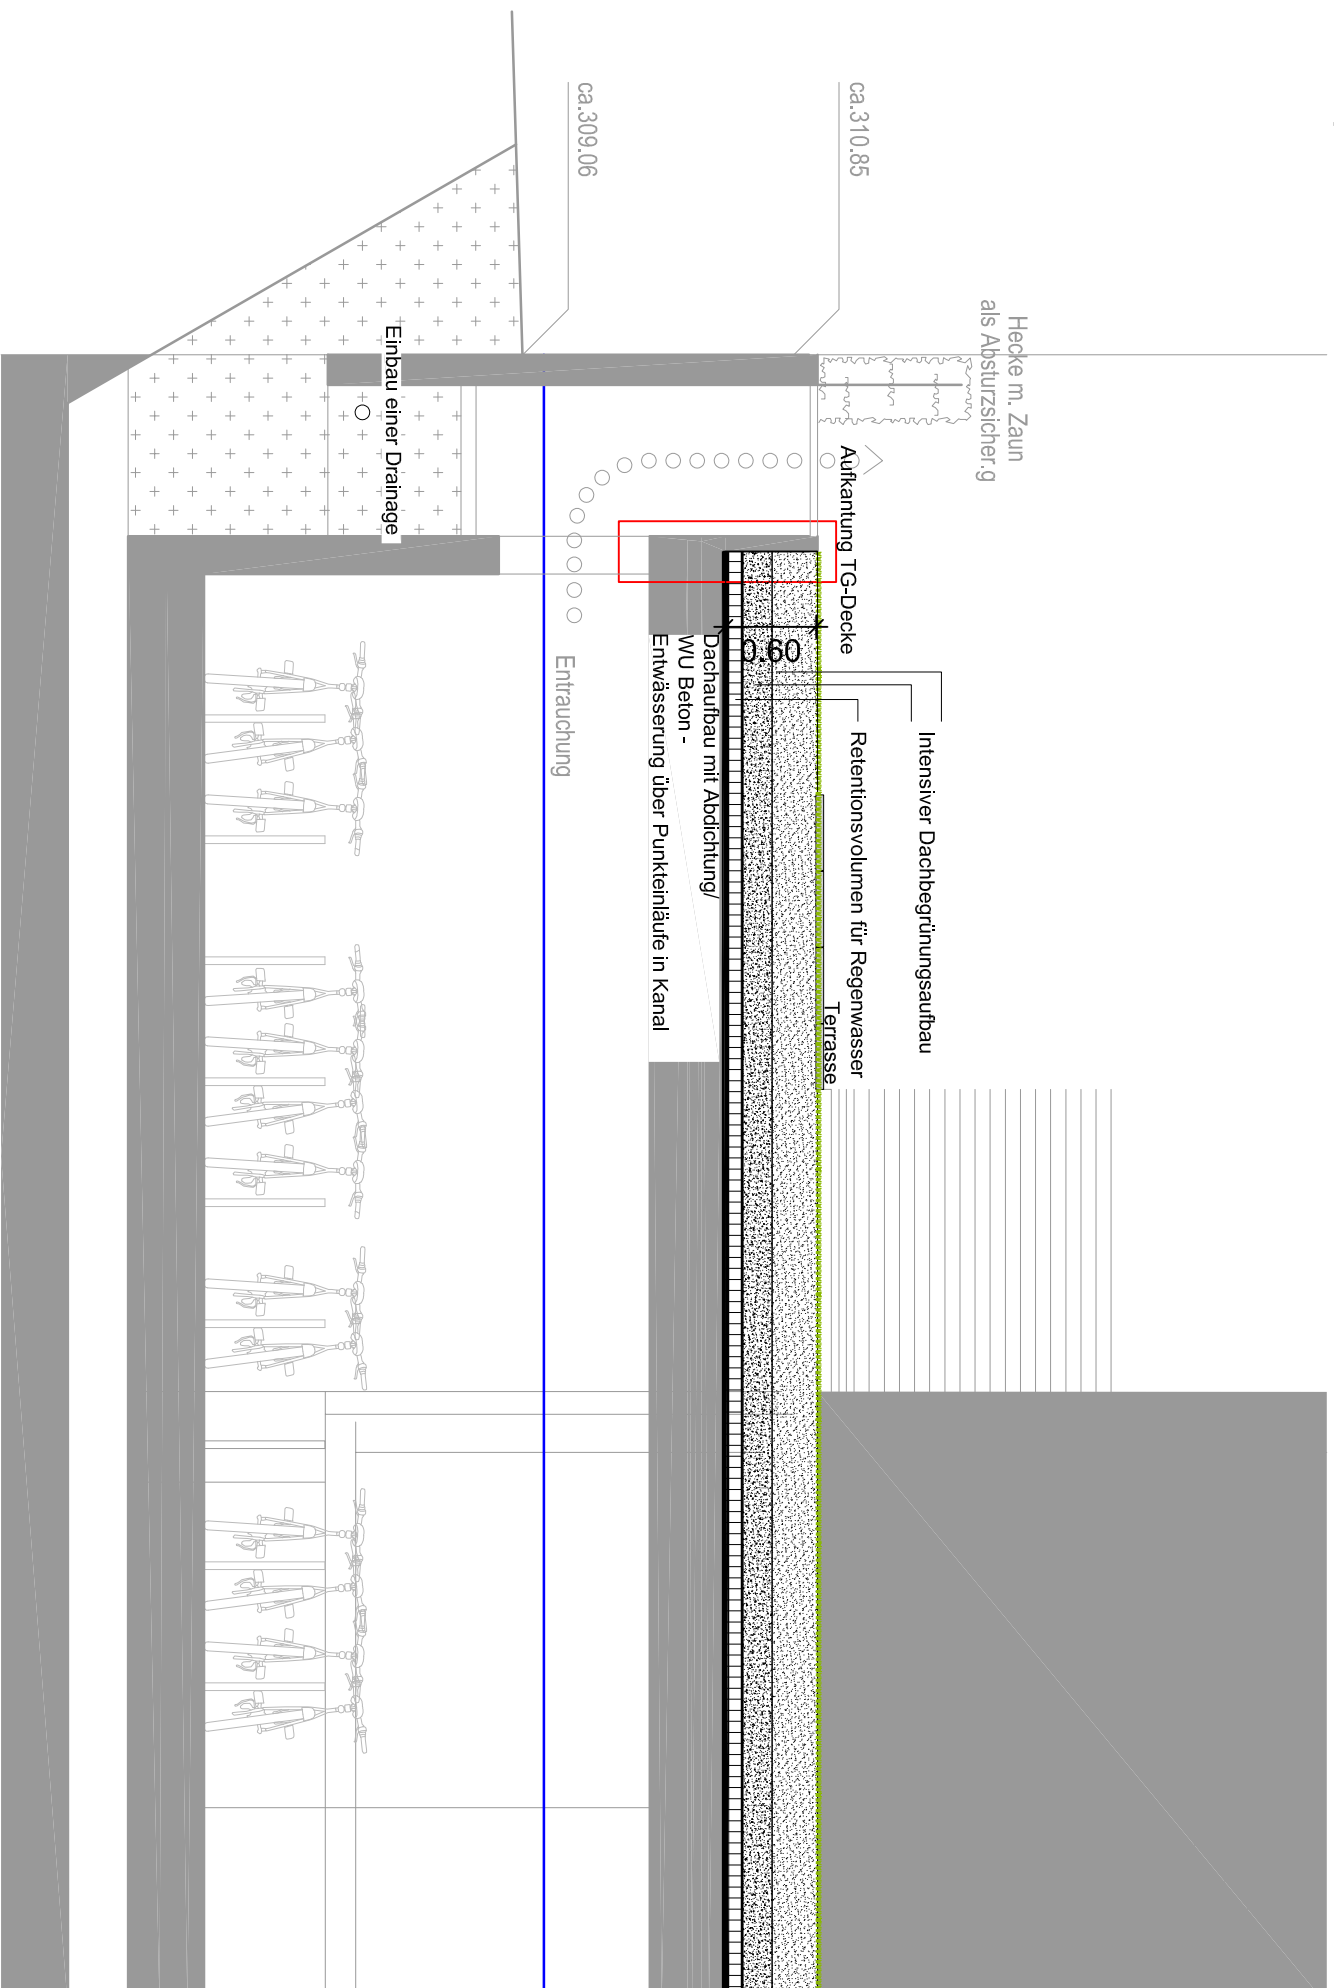 ca.309.06
ca.310.85
Hecke m. Zaun
als Absturzsicher.g
Einbau einer Drainage
Aufkantung TG-Decke
0.60
Entrauchung
Dachaufbau mit Abdichtung/
WU Beton -
Entwässerung über Punkteinläufe in Kanal
Intensiver Dachbegrünungsaufbau
Retentionsvolumen für Regenwasser
Terrasse